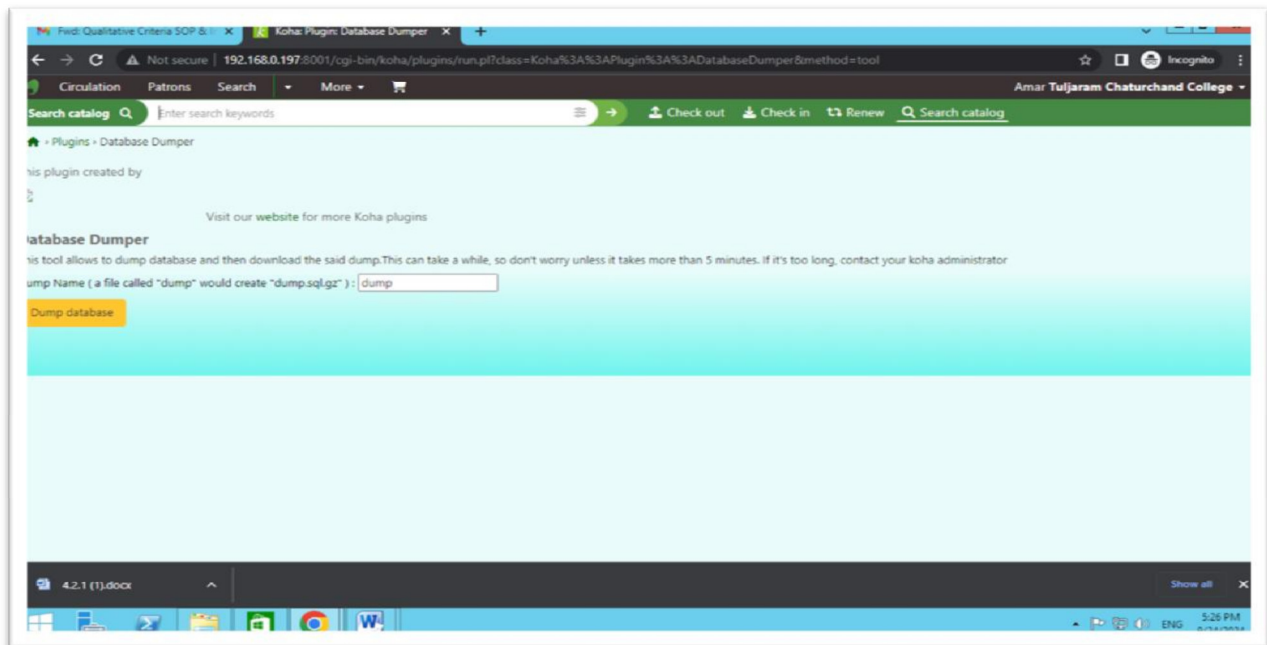 Fwd: Qualitative Criteria SOP &
Koha: Plugin: Database Dumper
Not secure 192.168.0.197:8001/cgi-bin/koha/plugins/run.pl?class=Koha%3A%3APlugin%3A%3ADatabaseDumper&method=tool
Incognito
Circulation Patrons Search More
Amar Tuljaram Chaturchand College
Search catalog Enter search keywords Check out Check in Renew Search catalog
› Plugins › Database Dumper
his plugin created by
Visit our website for more Koha plugins
atabase Dumper
his tool allows to dump database and then download the said dump.This can take a while, so don't worry unless it takes more than 5 minutes. If it's too long, contact your koha administrator
ump Name ( a file called "dump" would create "dump.sql.gz" ) : dump
Dump database
4.2.1 (1).docx
Show all
ENG 5:26 PM